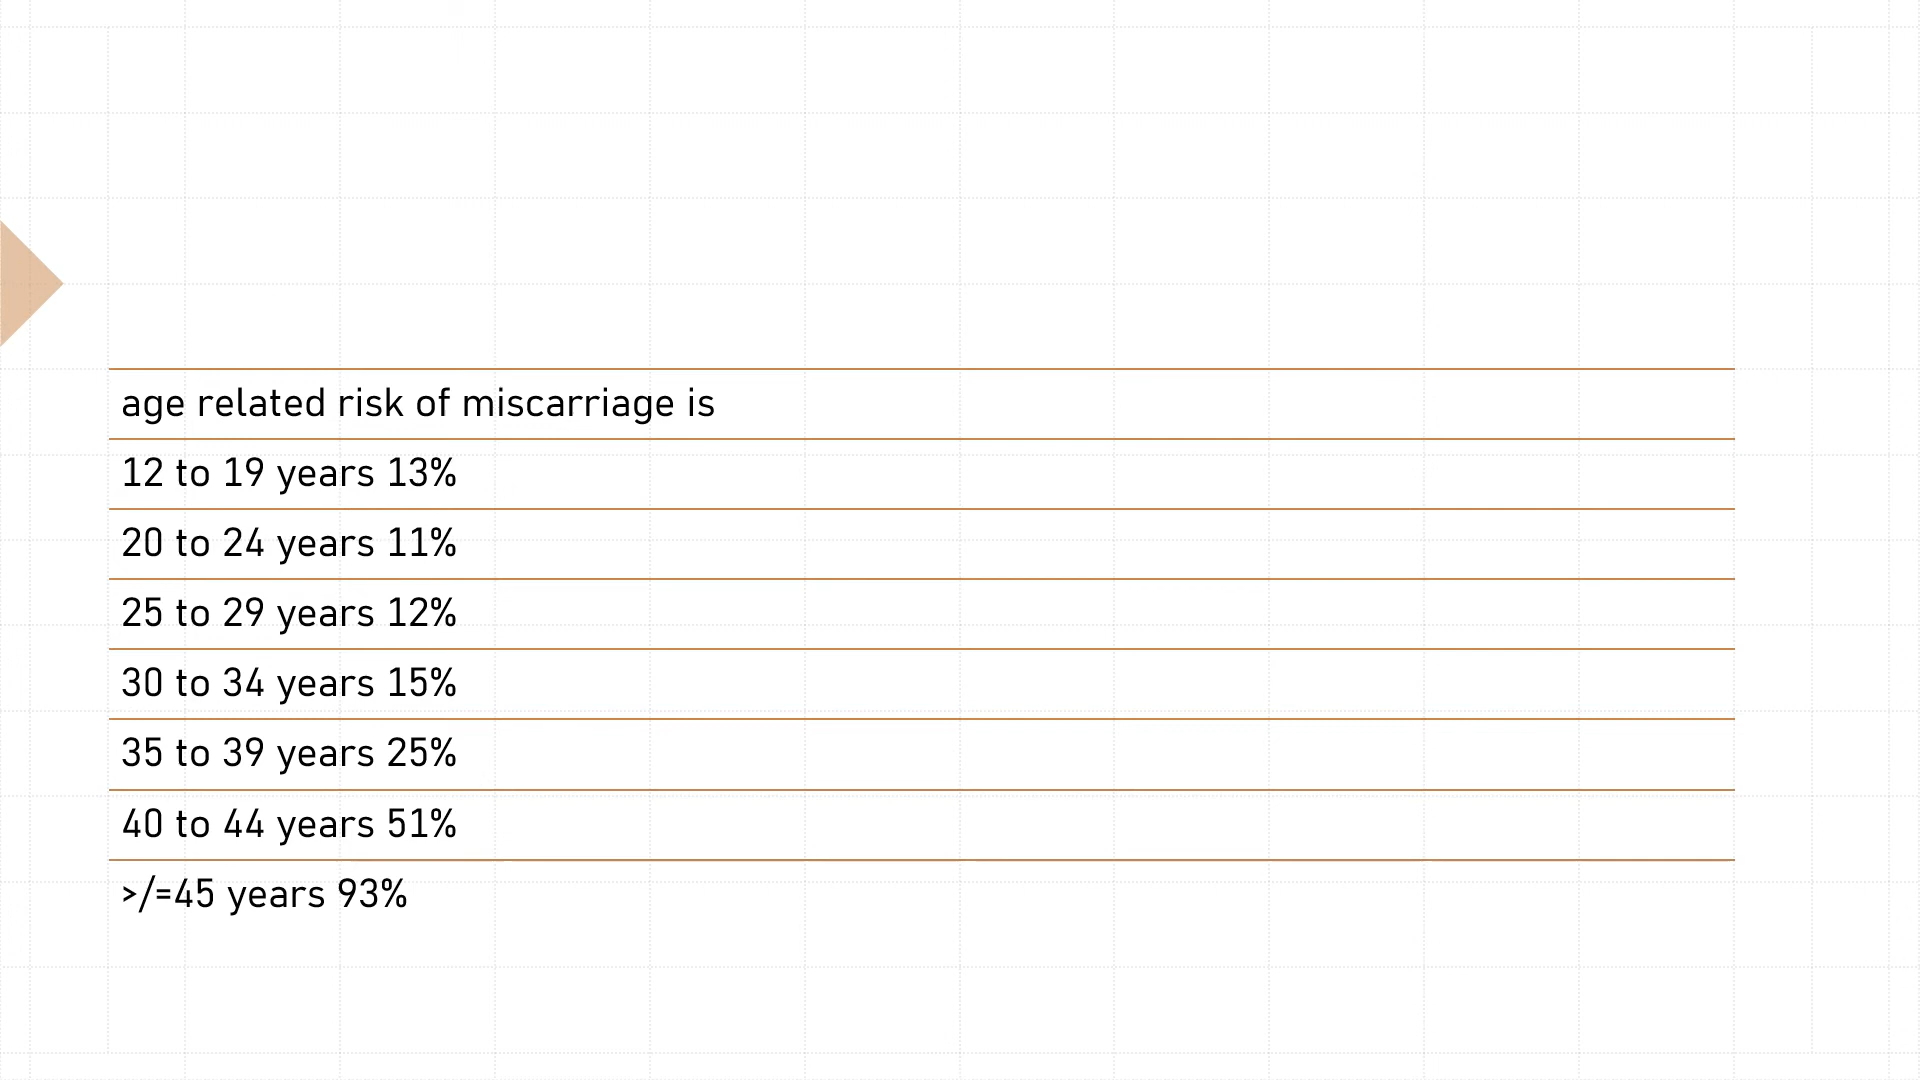 age related risk of miscarriage is
12 to 19 years 13%
20 to 24 years 11%
25 to 29 years 12%
30 to 34 years 15%
35 to 39 years 25%
40 to 44 years 51%
>/=45 years 93%